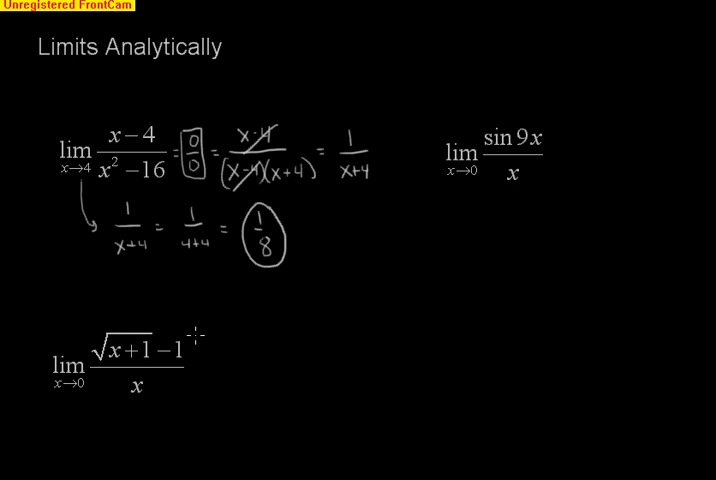 Unregistered FrontCam
Limits Analytically
lim x→4 (x − 4)/(x² − 16) = 0/0 = (x-4)/((x-4)(x+4)) = 1/(x+4)
1/(x+4) = 1/(4+4) = 1/8
lim x→0 (sin 9x)/x
lim x→0 (√(x+1) − 1)/x